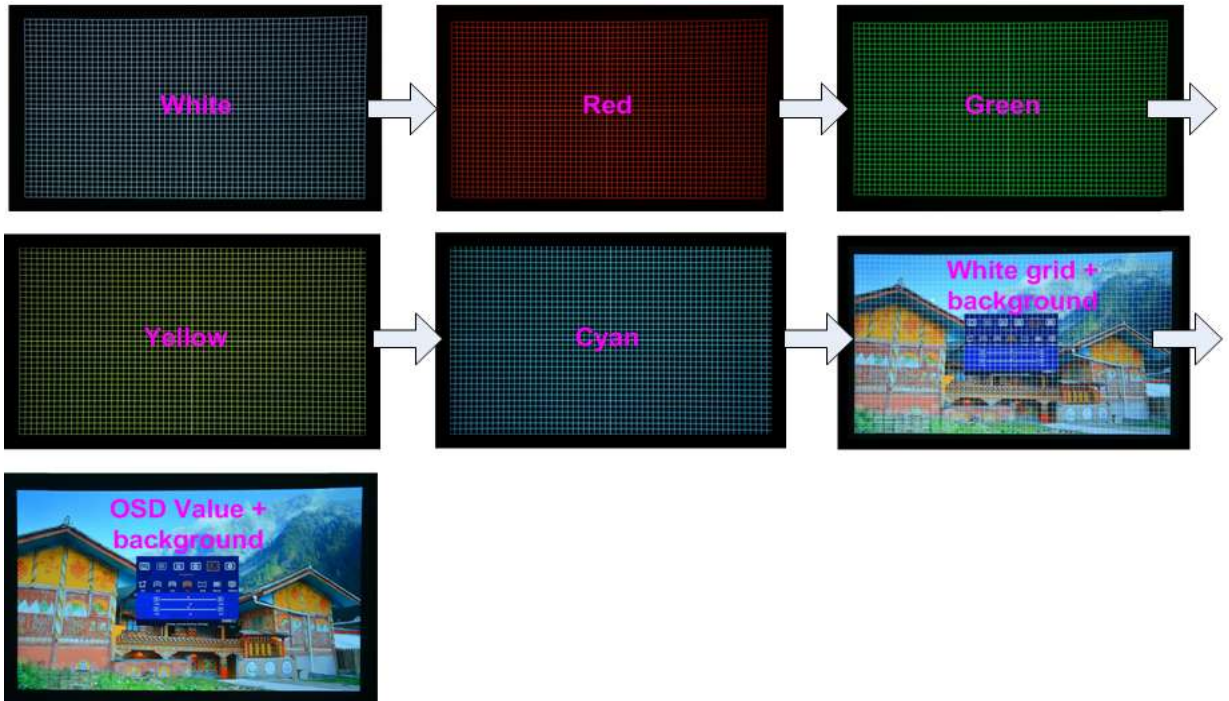 White
Red
Green
Yellow
Cyan
White grid +
background
OSD Value +
background